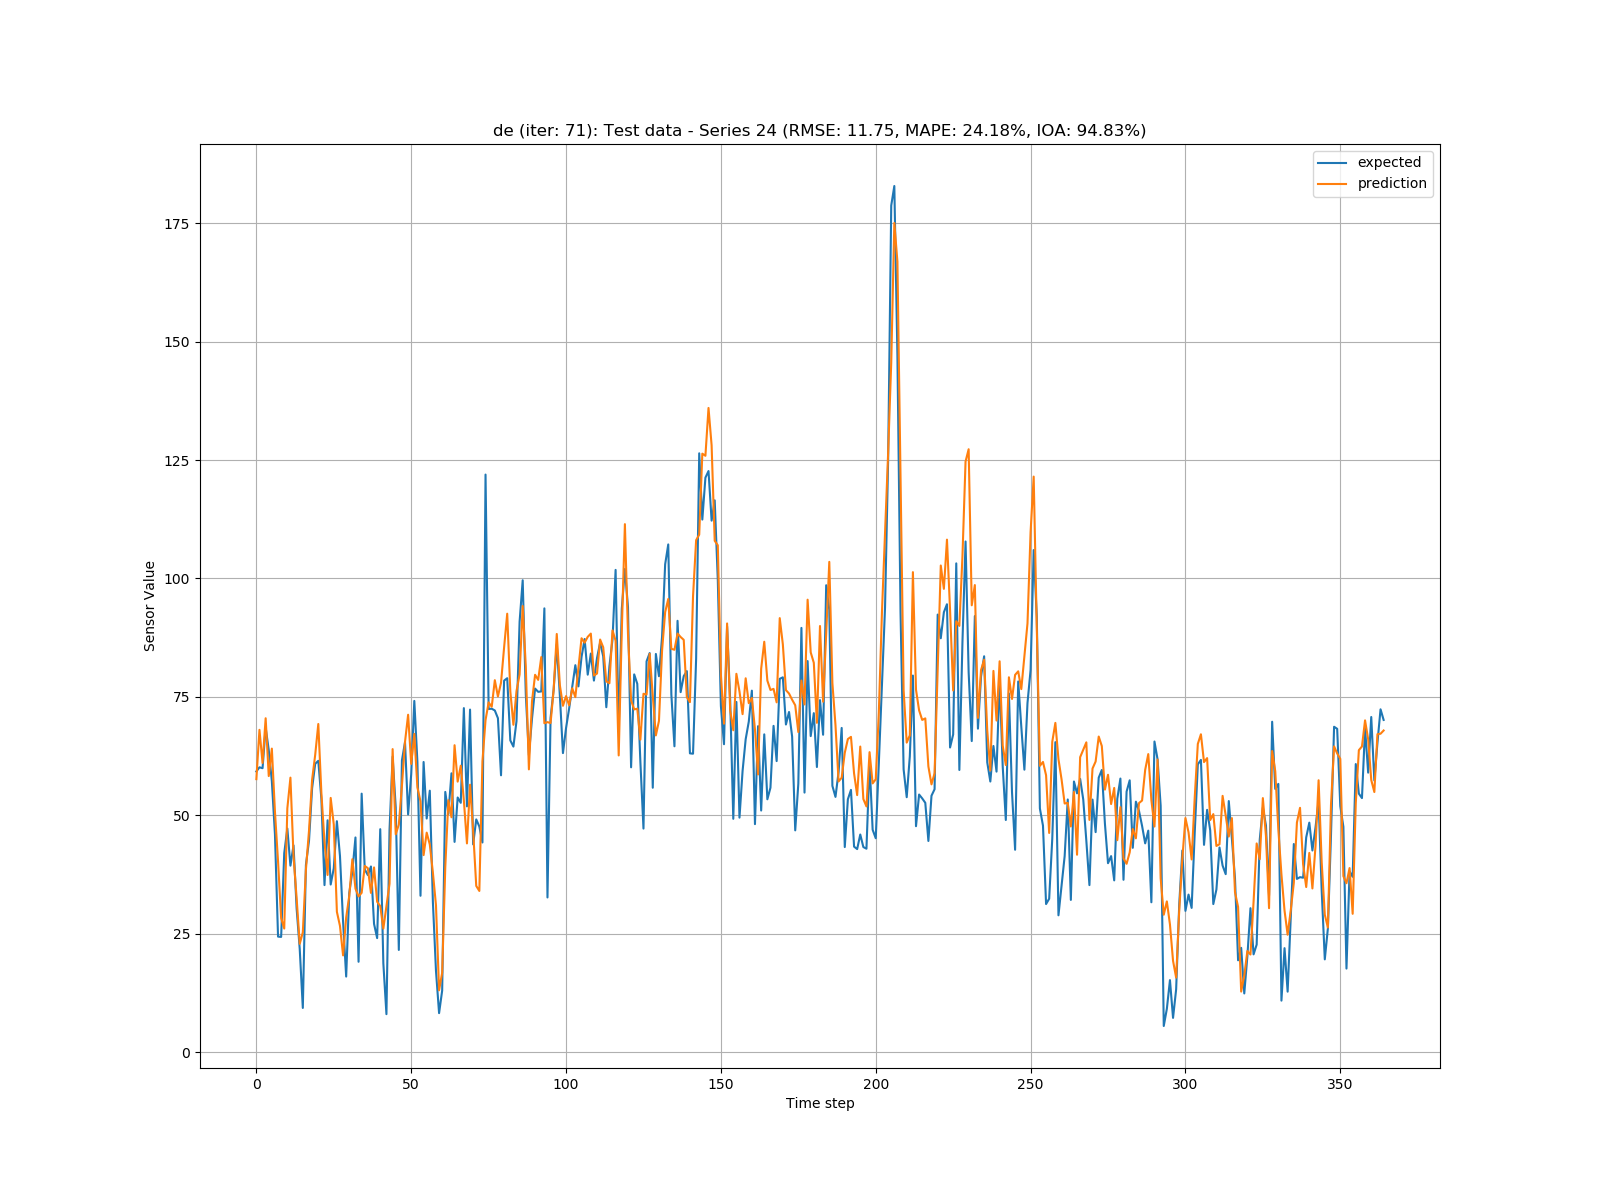 de (iter: 71): Test data - Series 24 (RMSE: 11.75, MAPE: 24.18%, IOA: 94.83%)
expected
prediction
175
150
125
100
75
50
25
0
Sensor Value
0 50 100 150 200 250 300 350
Time step